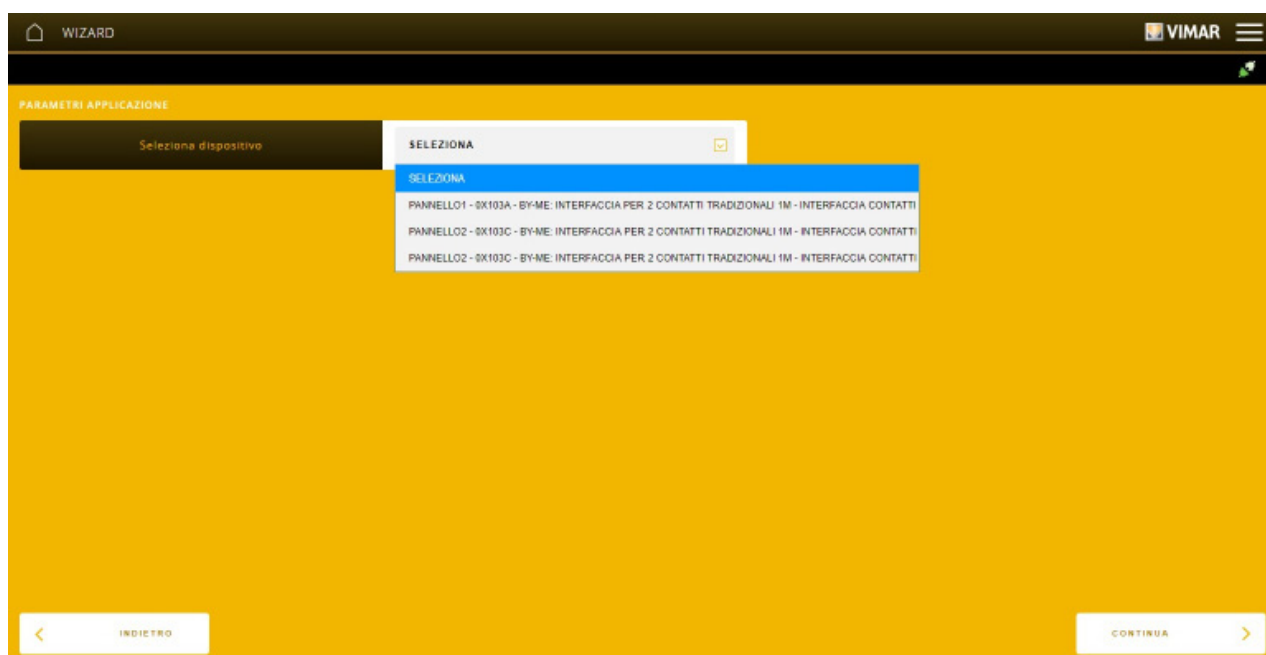 WIZARD
VIMAR
PARAMETRI APPLICAZIONE
Seleziona dispositivo
SELEZIONA
SELEZIONA
PANNELLO1 - 0X103A - BY-ME: INTERFACCIA PER 2 CONTATTI TRADIZIONALI 1M - INTERFACCIA CONTATTI
PANNELLO2 - 0X103C - BY-ME: INTERFACCIA PER 2 CONTATTI TRADIZIONALI 1M - INTERFACCIA CONTATTI
PANNELLO2 - 0X103C - BY-ME: INTERFACCIA PER 2 CONTATTI TRADIZIONALI 1M - INTERFACCIA CONTATTI
INDIETRO
CONTINUA